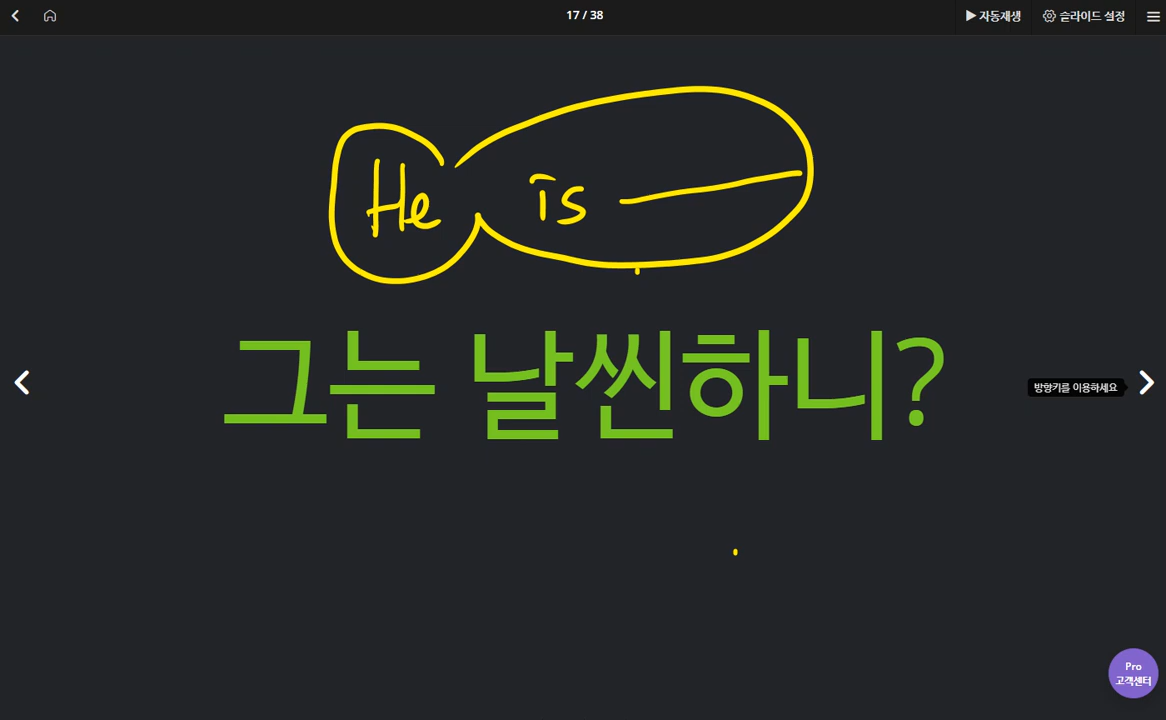 17 / 38
자동재생
슬라이드 설정
He is
그는 날씬하니?
방향키를 이용하세요
Pro
고객센터